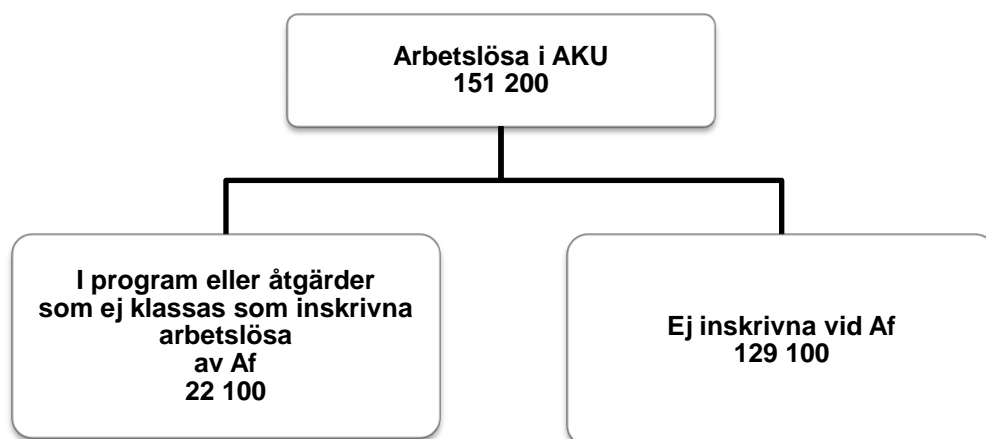 Arbetslösa i AKU
151 200
I program eller åtgärder
som ej klassas som inskrivna
arbetslösa
av Af
22 100
Ej inskrivna vid Af
129 100